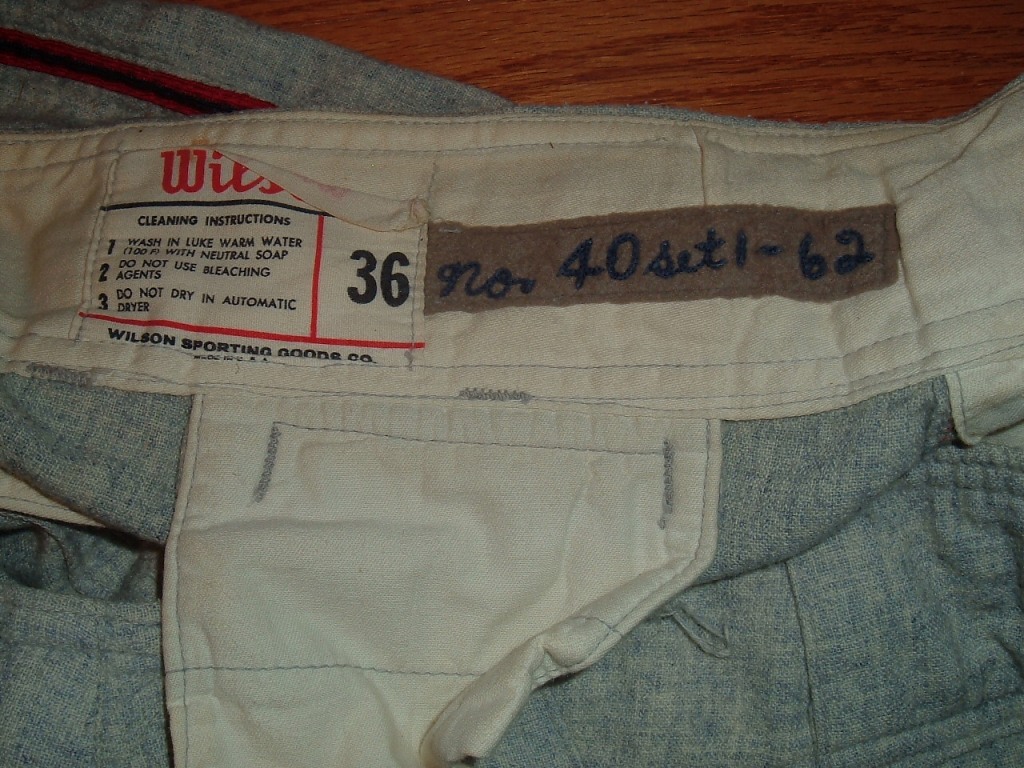 Wils
CLEANING INSTRUCTIONS
1 WASH IN LUKE WARM WATER
(100 F) WITH NEUTRAL SOAP
2 DO NOT USE BLEACHING
AGENTS
3 DO NOT DRY IN AUTOMATIC
DRYER
36
WILSON SPORTING GOODS CO.
No. 40 set 1-62